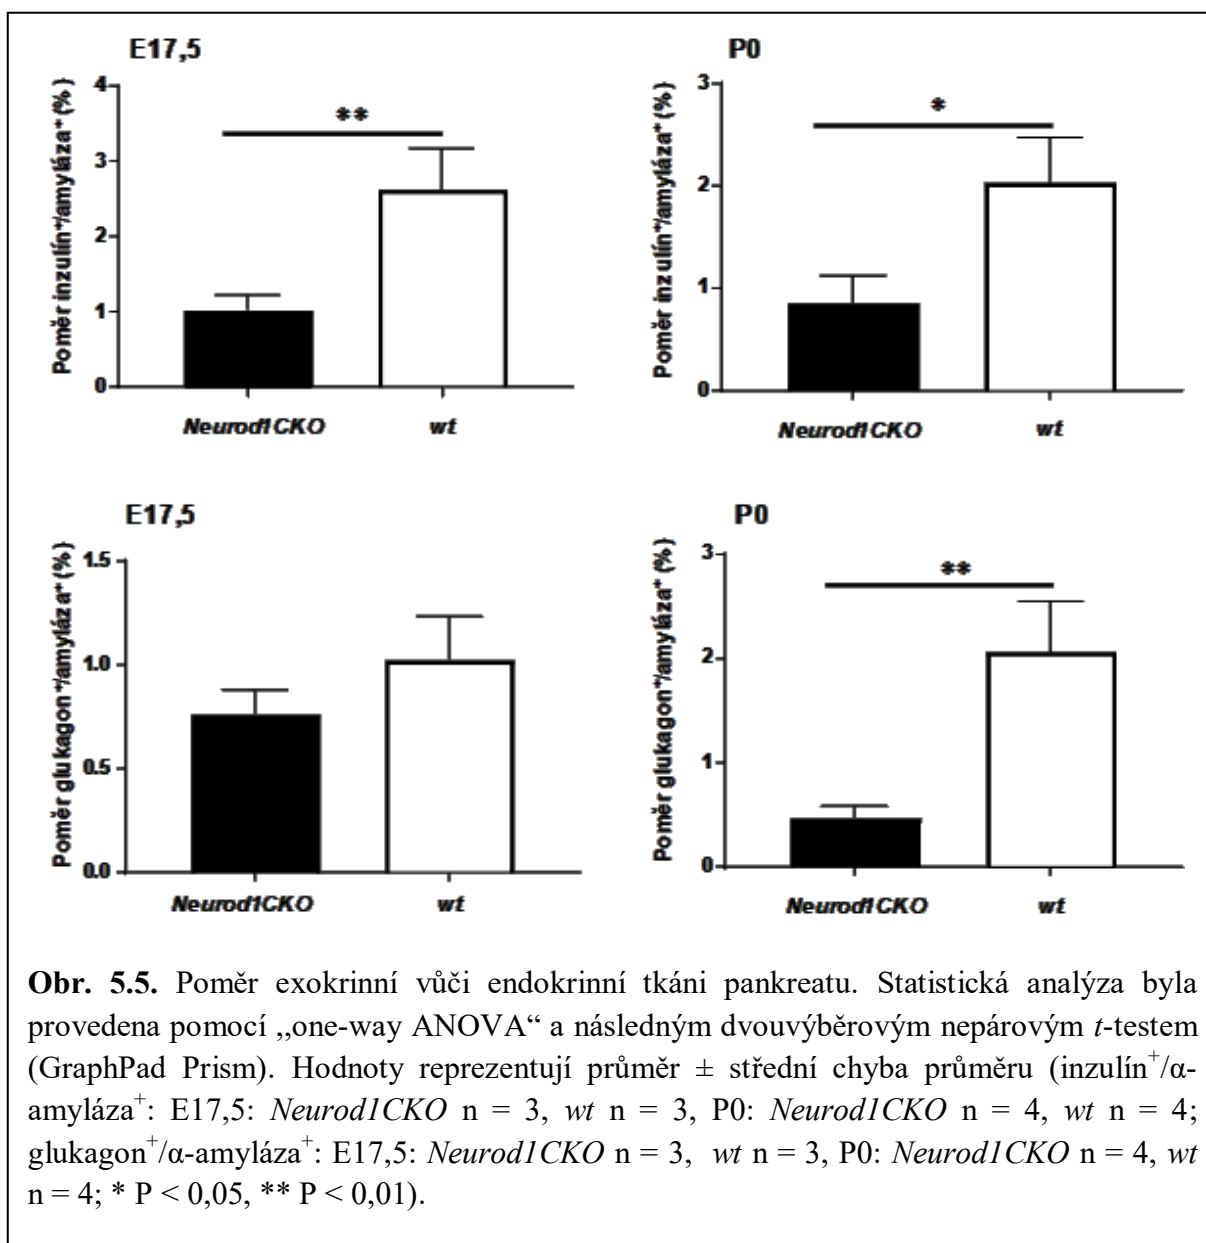 E17,5
Poměr inzulín⁺/amyláza⁺ (%)
4
3
2
1
0
**
Neurod1CKO wt
P0
Poměr inzulín⁺/amyláza⁺ (%)
3
2
1
0
*
Neurod1CKO wt
E17,5
Poměr glukagon⁺/amyláza⁺ (%)
1.5
1.0
0.5
0.0
Neurod1CKO wt
P0
Poměr glukagon⁺/amyláza⁺ (%)
3
2
1
0
**
Neurod1CKO wt
Obr. 5.5. Poměr exokrinní vůči endokrinní tkáni pankreatu. Statistická analýza byla
provedena pomocí ,,one-way ANOVA“ a následným dvouvýběrovým nepárovým t-testem
(GraphPad Prism). Hodnoty reprezentují průměr ± střední chyba průměru (inzulín⁺/α-
amyláza⁺: E17,5: Neurod1CKO n = 3, wt n = 3, P0: Neurod1CKO n = 4, wt n = 4;
glukagon⁺/α-amyláza⁺: E17,5: Neurod1CKO n = 3, wt n = 3, P0: Neurod1CKO n = 4, wt
n = 4; * P < 0,05, ** P < 0,01).